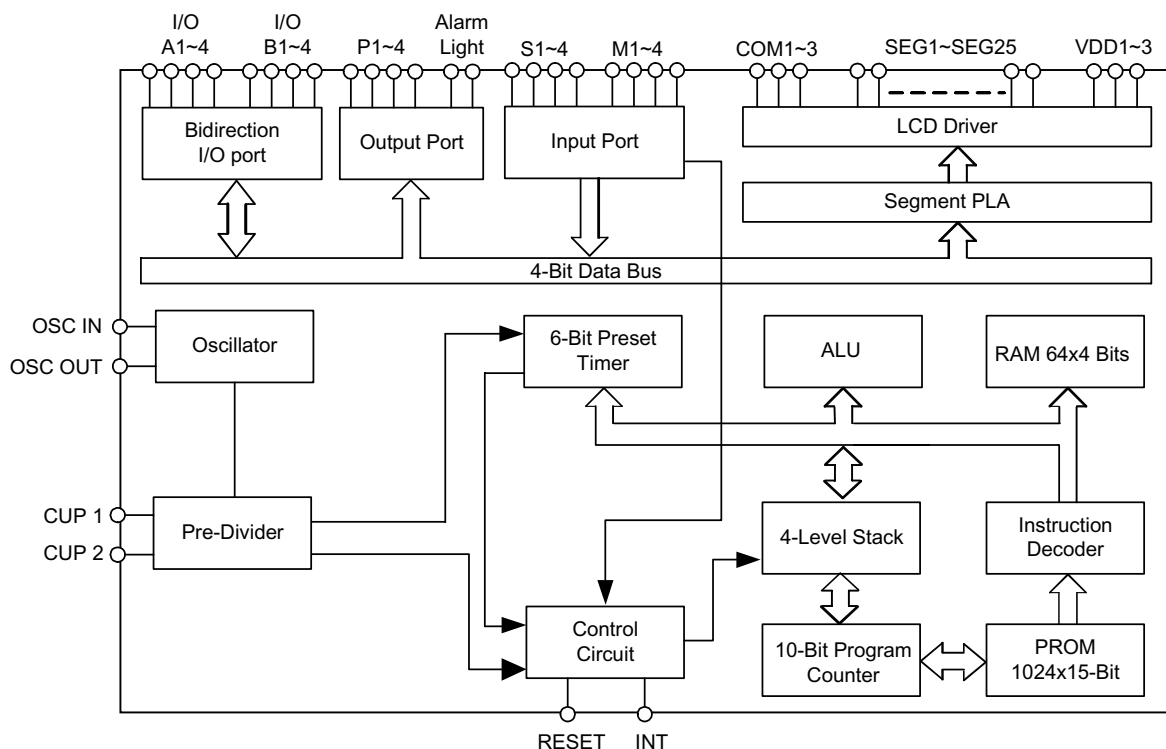 I/O
A1~4
I/O
B1~4
P1~4
Alarm
Light
S1~4
M1~4
COM1~3
SEG1~SEG25
VDD1~3
Bidirection
I/O port
Output Port
Input Port
LCD Driver
Segment PLA
4-Bit Data Bus
OSC IN
OSC OUT
Oscillator
6-Bit Preset
Timer
ALU
RAM 64x4 Bits
CUP 1
CUP 2
Pre-Divider
4-Level Stack
Instruction
Decoder
Control
Circuit
10-Bit Program
Counter
PROM
1024x15-Bit
RESET
INT